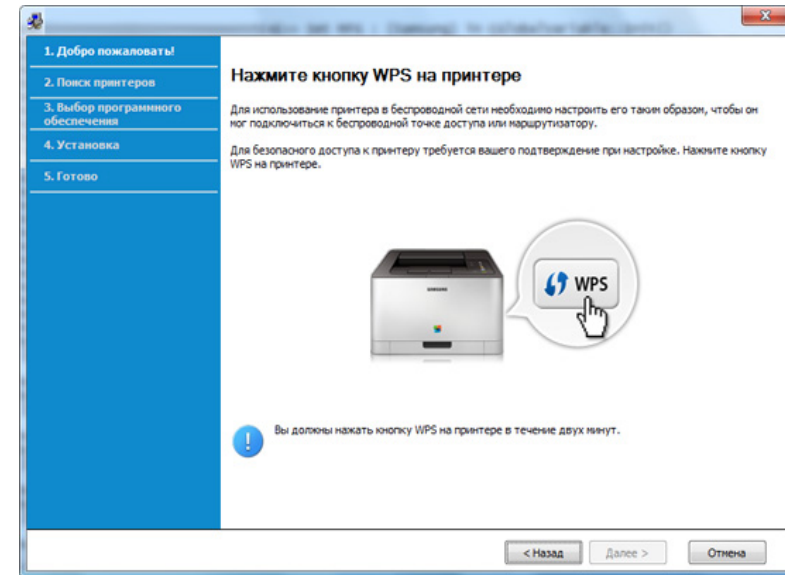 1. Добро пожаловать!
2. Поиск принтеров
3. Выбор программного
обеспечения
4. Установка
5. Готово
Нажмите кнопку WPS на принтере
Для использование принтера в беспроводной сети необходимо настроить его таким образом, чтобы он
мог подключиться к беспроводной точке доступа или маршрутизатору.
Для безопасного доступа к принтеру требуется вашего подтверждение при настройке. Нажмите кнопку
WPS на принтере.
SAMSUNG
WPS
Вы должны нажать кнопку WPS на принтере в течение двух минут.
< Назад
Далее >
Отмена